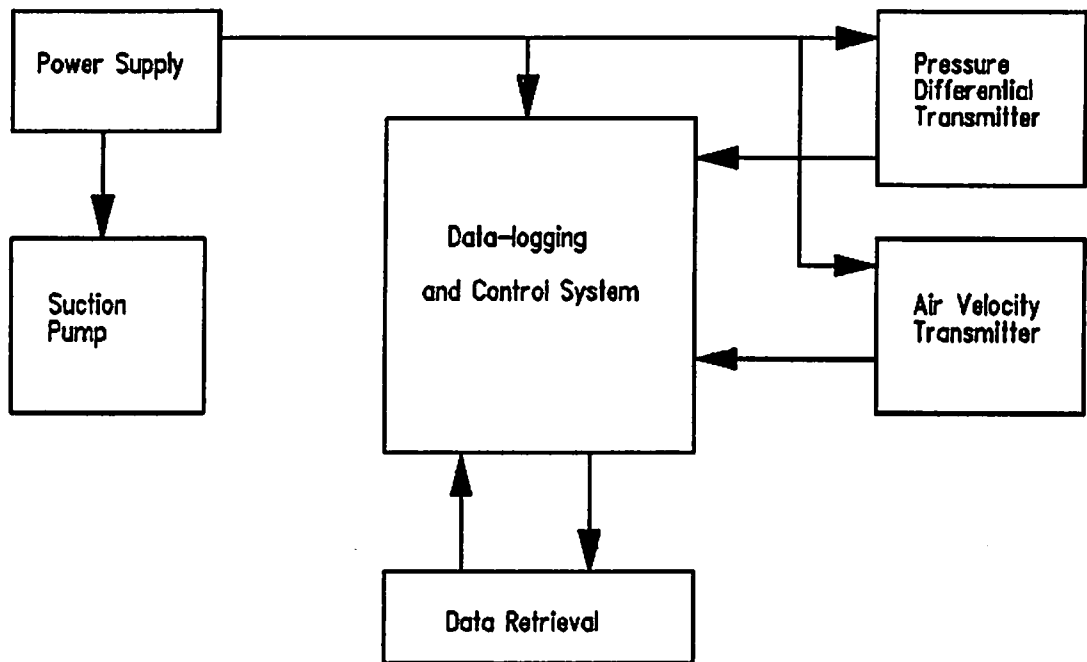 Power Supply
Pressure
Differential
Transmitter
Data-logging
and Control System
Suction
Pump
Air Velocity
Transmitter
Data Retrieval